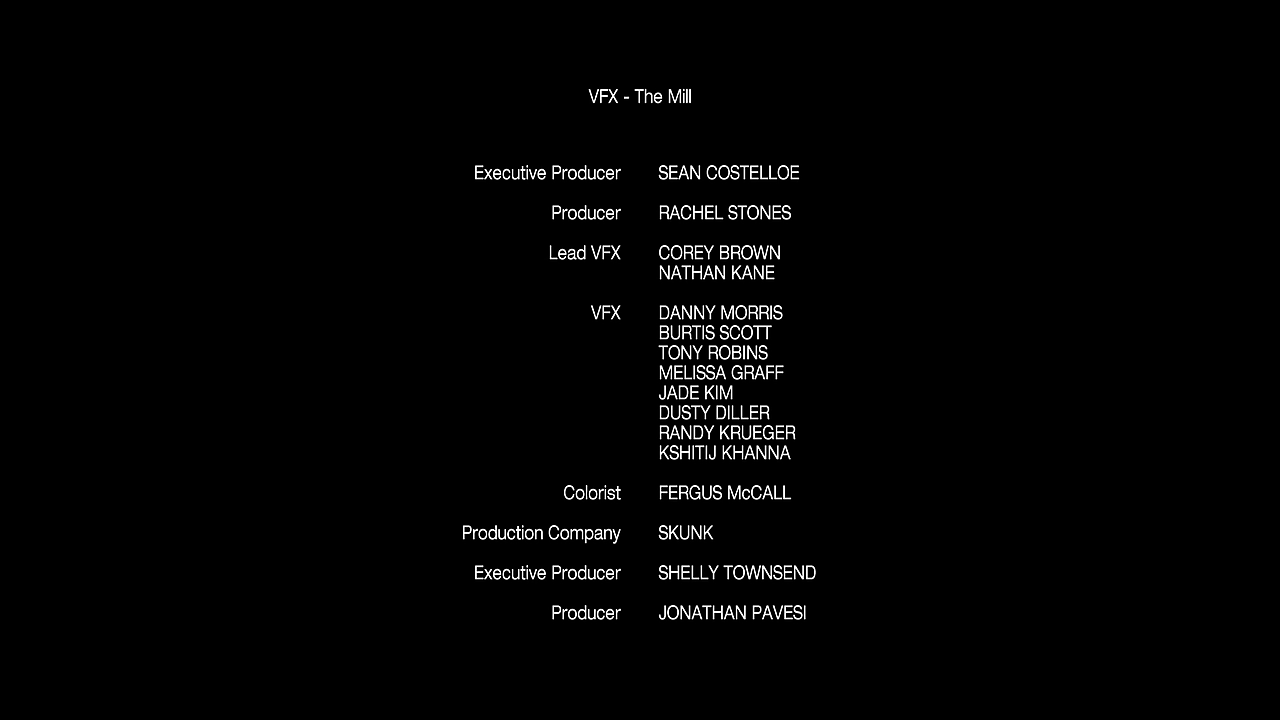 VFX - The Mill
Executive Producer SEAN COSTELLOE
Producer RACHEL STONES
Lead VFX COREY BROWN
NATHAN KANE
VFX DANNY MORRIS
BURTIS SCOTT
TONY ROBINS
MELISSA GRAFF
JADE KIM
DUSTY DILLER
RANDY KRUEGER
KSHITIJ KHANNA
Colorist FERGUS McCALL
Production Company SKUNK
Executive Producer SHELLY TOWNSEND
Producer JONATHAN PAVESI